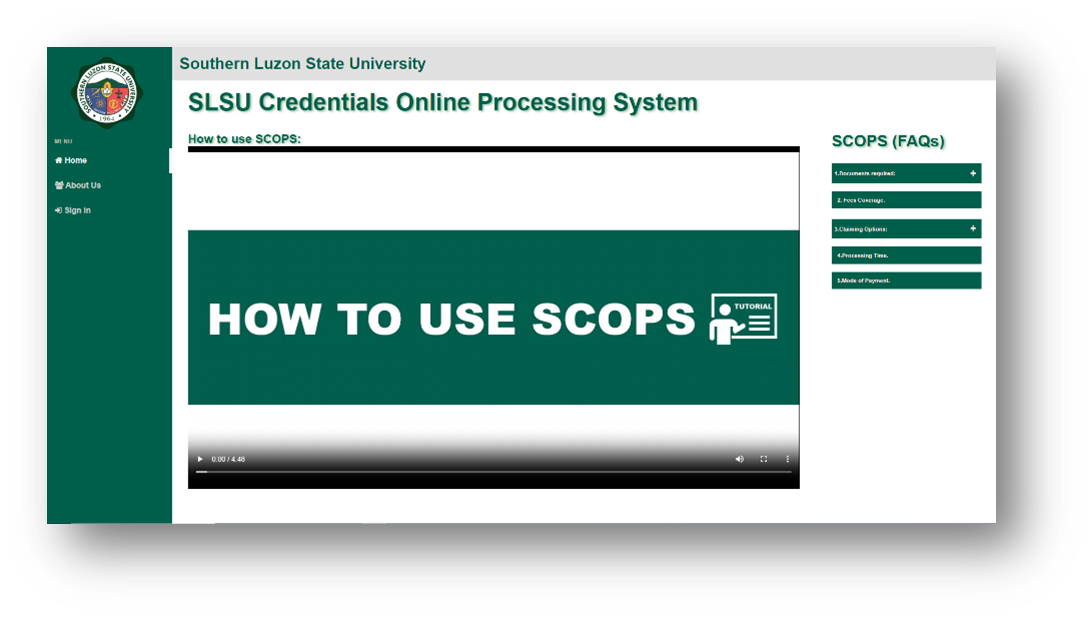 SOUTHERN LUZON STATE UNIVERSITY
1964
MENU
Home
About Us
Sign In
Southern Luzon State University
SLSU Credentials Online Processing System
How to use SCOPS:
HOW TO USE SCOPS
TUTORIAL
0:00 / 4:46
SCOPS (FAQs)
1.Documents required:
+
2. Fees Coverage.
3.Claiming Options:
+
4.Processing Time.
5.Mode of Payment.